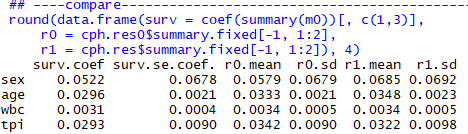 ## ----compare--------------------
round(data.frame(surv = coef(summary(m0))[, c(1,3)],
r0 = cph.res0$summary.fixed[-1, 1:2],
r1 = cph.res1$summary.fixed[-1, 1:2]), 4)
surv.coef surv.se.coef. r0.mean r0.sd r1.mean r1.sd
sex 0.0522 0.0678 0.0579 0.0679 0.0685 0.0692
age 0.0296 0.0021 0.0333 0.0021 0.0348 0.0023
wbc 0.0031 0.0004 0.0034 0.0005 0.0034 0.0005
tpi 0.0293 0.0090 0.0342 0.0090 0.0322 0.0098